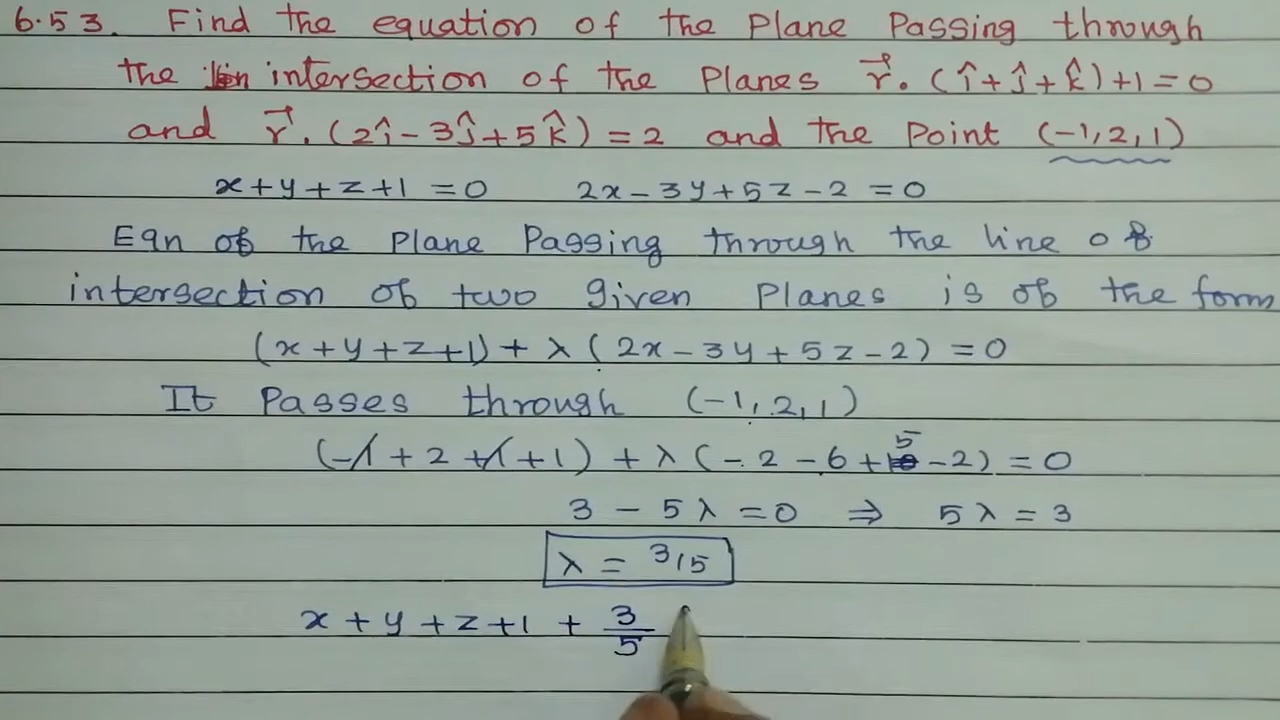 6.53. Find the equation of the Plane Passing through
the intersection of the Planes r⃗.(î+ĵ+k̂)+1=0
and r⃗.(2î-3ĵ+5k̂)=2 and the Point (-1,2,1)
x+y+z+1=0 2x-3y+5z-2=0
Eqn of the Plane Passing through the line of
intersection of two given Planes is of the form
(x+y+z+1)+λ(2x-3y+5z-2)=0
It Passes through (-1,2,1)
(-1+2+1+1)+λ(-2-6+5-2)=0
3-5λ=0 ⇒ 5λ=3
λ=3/5
x+y+z+1+3/5